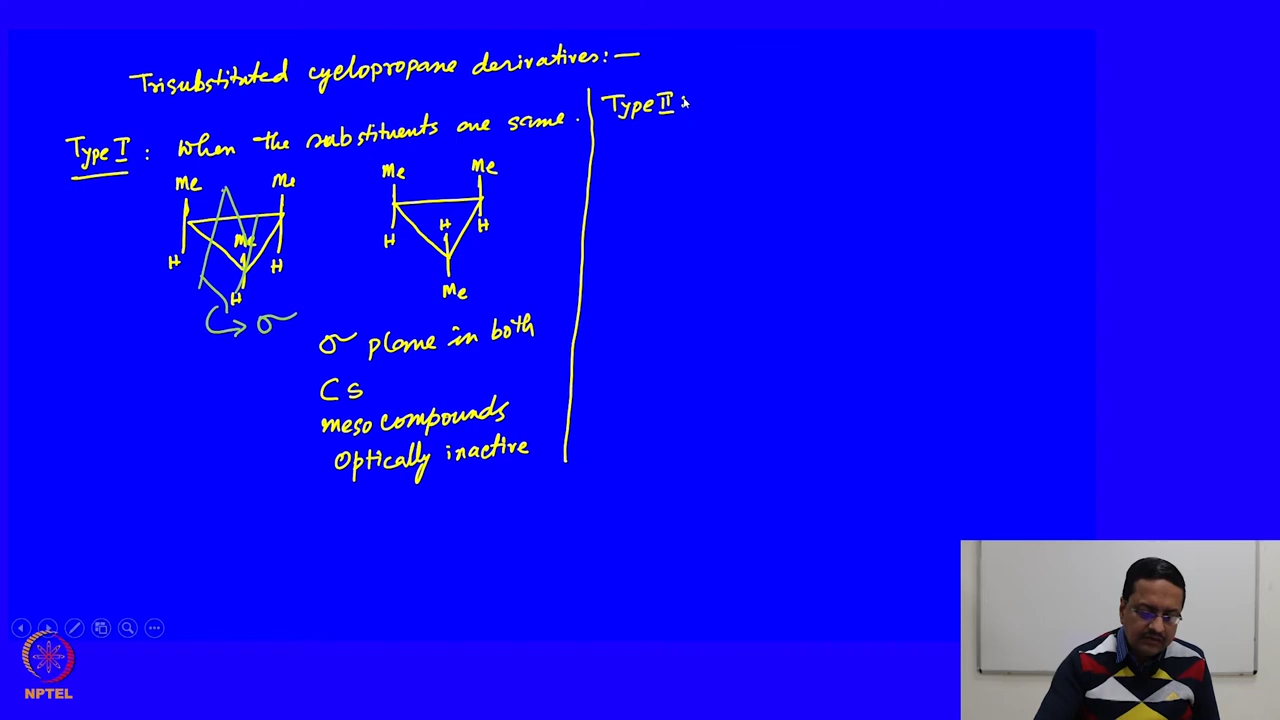 Trisubstituted cyclopropane derivatives:—
Type I : When the substituents are same.
Me Me
Me
H H
H
Me Me
H
H H
Me
σ
σ plane in both
Cs
meso compounds
Optically inactive
Type II :
NPTEL